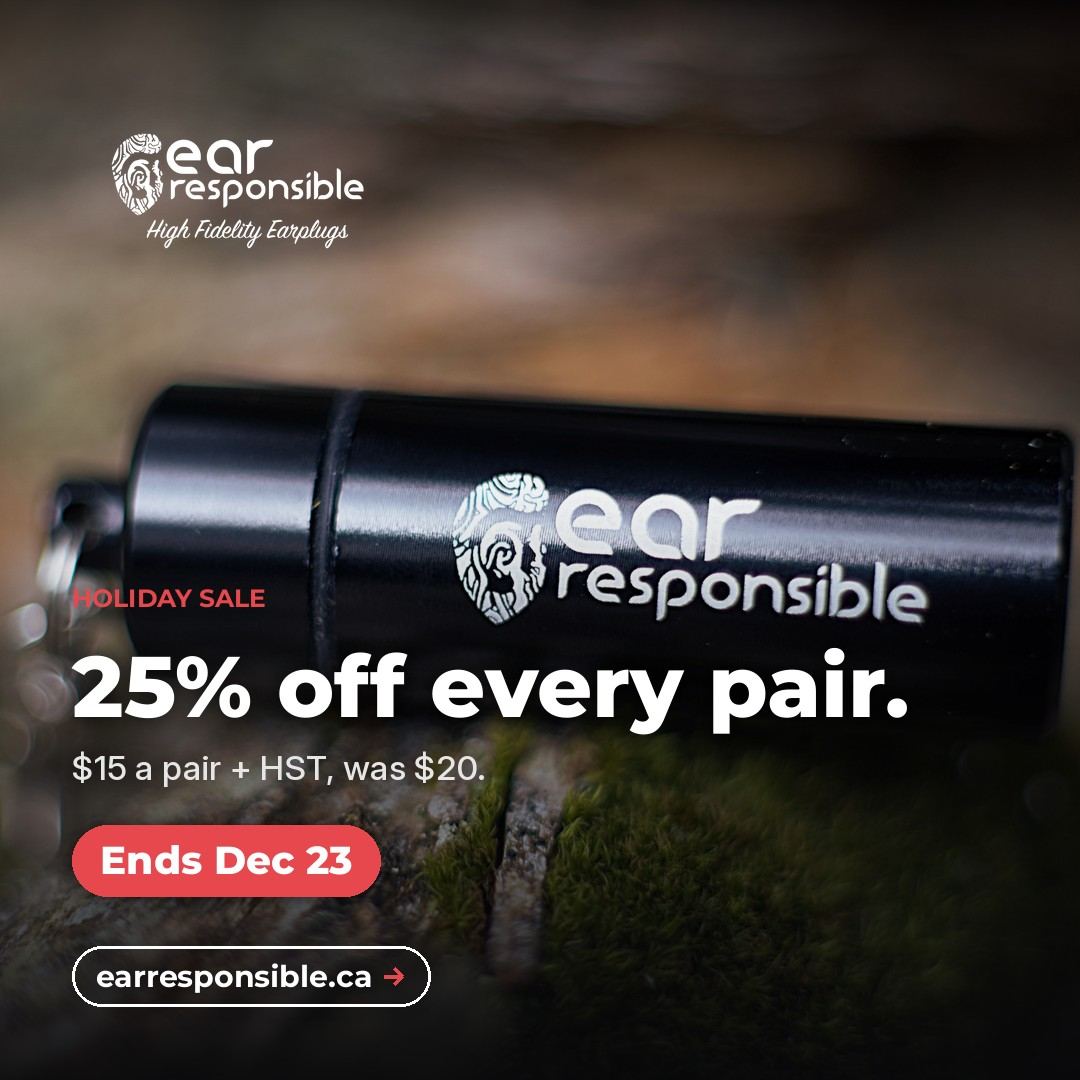 ear
responsible
High Fidelity Earplugs
ear
responsible
HOLIDAY SALE
25% off every pair.
$15 a pair + HST, was $20.
Ends Dec 23
earresponsible.ca →